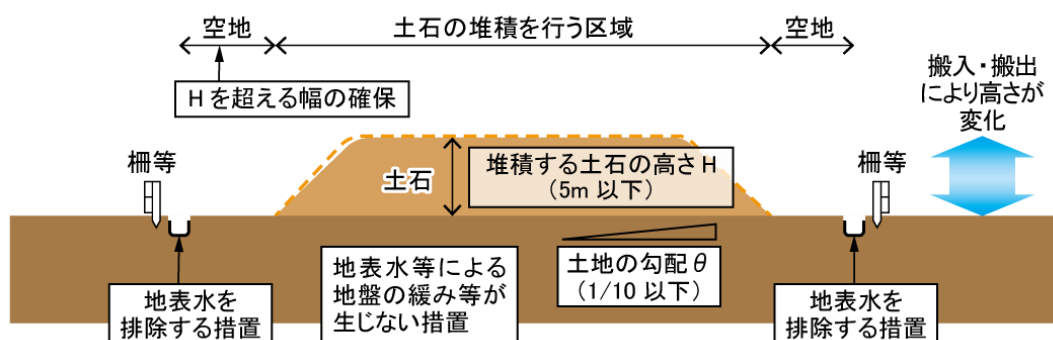 空地
土石の堆積を行う区域
空地
Hを超える幅の確保
搬入・搬出
により高さが
変化
柵等
土石
堆積する土石の高さH
(5m以下)
柵等
地表水を
排除する措置
地表水等による
地盤の緩み等が
生じない措置
土地の勾配θ
(1/10以下)
地表水を
排除する措置